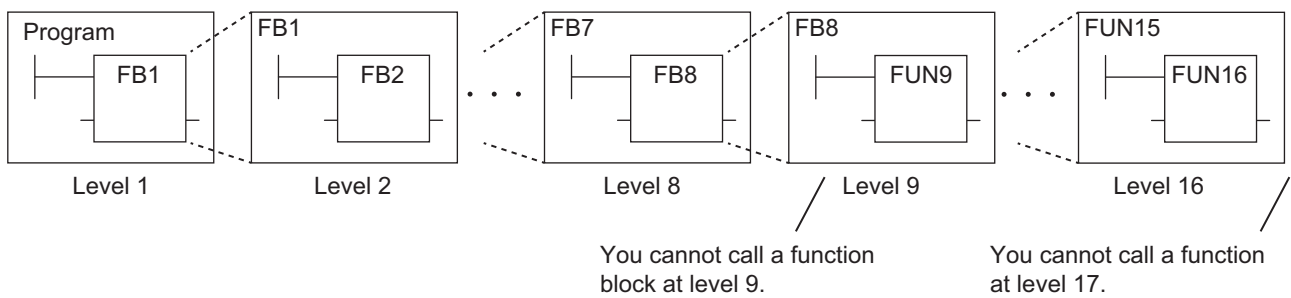 Program
FB1
FB7
FB8
FUN15
FB1
FB2
FB8
FUN9
FUN16
. . .
. . .
Level 1
Level 2
Level 8
Level 9
Level 16
You cannot call a function
block at level 9.
You cannot call a function
at level 17.